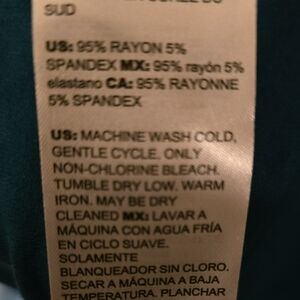 SUD
US: 95% RAYON 5%
SPANDEX MX: 95% rayón 5%
elastano CA: 95% RAYONNE
5% SPANDEX
US: MACHINE WASH COLD,
GENTLE CYCLE. ONLY
NON-CHLORINE BLEACH.
TUMBLE DRY LOW. WARM
IRON. MAY BE DRY
CLEANED MX: LAVAR A
MÁQUINA CON AGUA FRÍA
EN CICLO SUAVE.
SOLAMENTE
BLANQUEADOR SIN CLORO.
SECAR A MÁQUINA A BAJA
TEMPERATURA. PLANCHAR